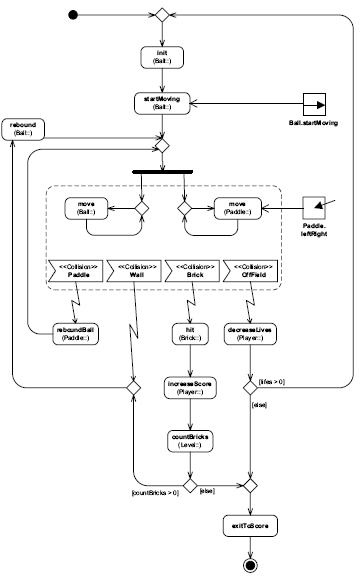 init
(Ball::)
startMoving
(Ball::)
Ball.startMoving
rebound
(Ball::)
move
(Ball::)
move
(Paddle::)
Paddle.
leftRight
<<Collision>>
Paddle
<<Collision>>
Wall
<<Collision>>
Brick
<<Collision>>
OffField
reboundBall
(Paddle::)
hit
(Brick::)
decreaseLives
(Player::)
increaseScore
(Player::)
[lifes > 0]
[else]
countBricks
(Level::)
[countBricks > 0]
[else]
exitToScore